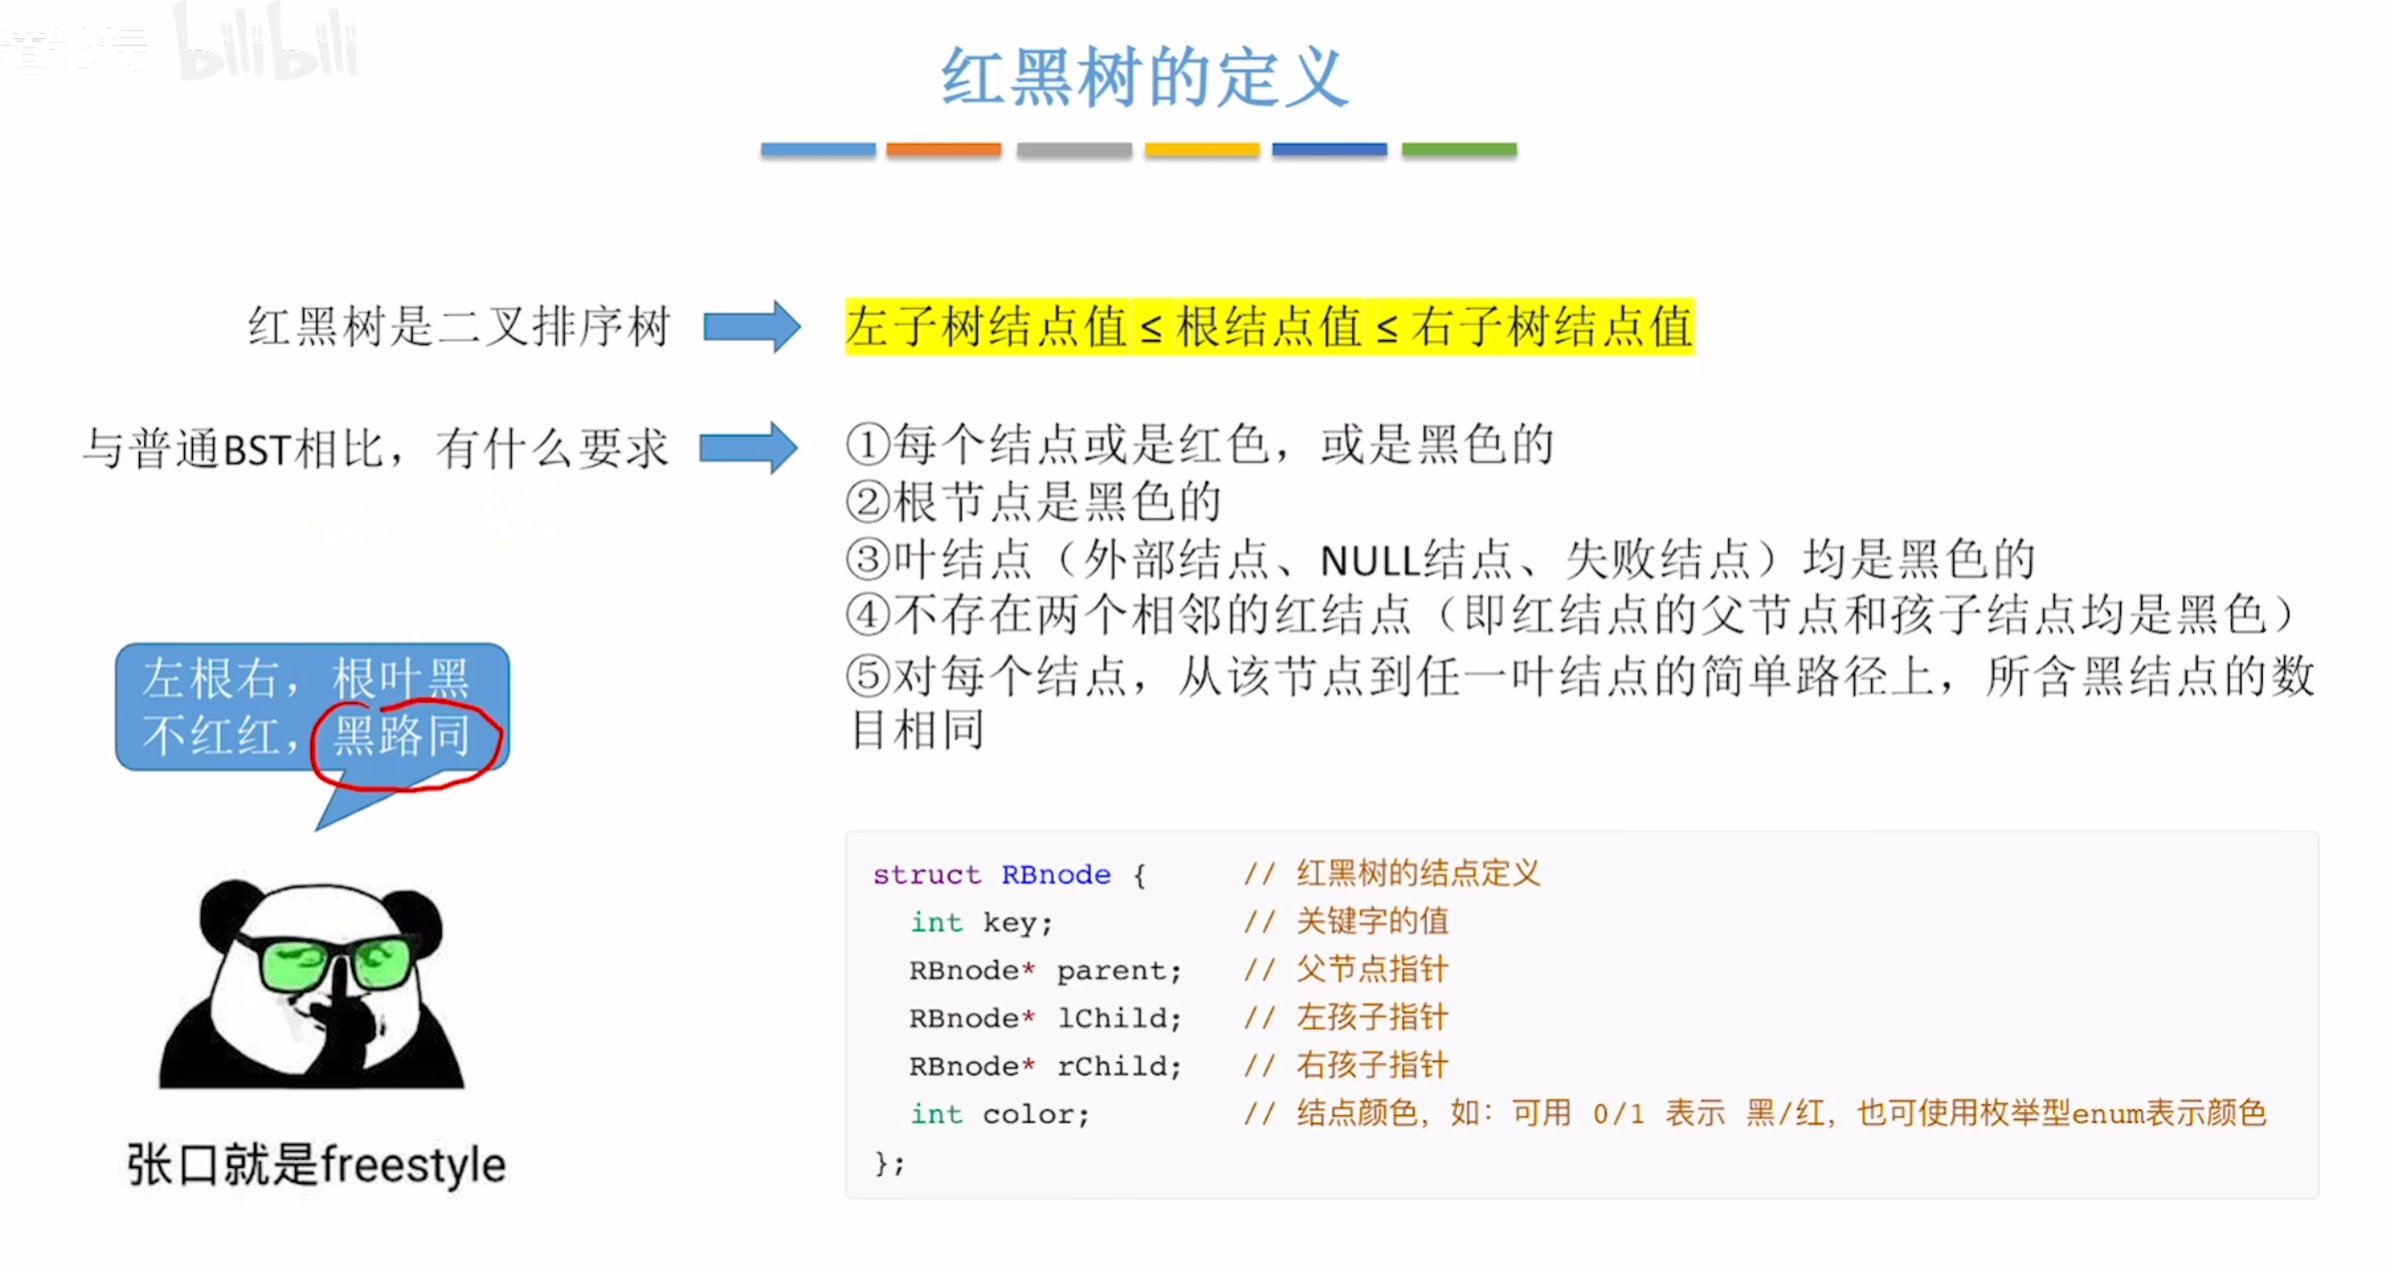 bilibili
红黑树的定义
红黑树是二叉排序树
左子树结点值 ≤ 根结点值 ≤ 右子树结点值
与普通BST相比，有什么要求
①每个结点或是红色，或是黑色的
②根节点是黑色的
③叶结点（外部结点、NULL结点、失败结点）均是黑色的
④不存在两个相邻的红结点（即红结点的父节点和孩子结点均是黑色）
⑤对每个结点，从该节点到任一叶结点的简单路径上，所含黑结点的数
目相同
左根右，根叶黑
不红红，黑路同
张口就是freestyle
struct RBnode { // 红黑树的结点定义
int key; // 关键字的值
RBnode* parent; // 父节点指针
RBnode* lChild; // 左孩子指针
RBnode* rChild; // 右孩子指针
int color; // 结点颜色，如：可用 0/1 表示 黑/红，也可使用枚举型enum表示颜色
};